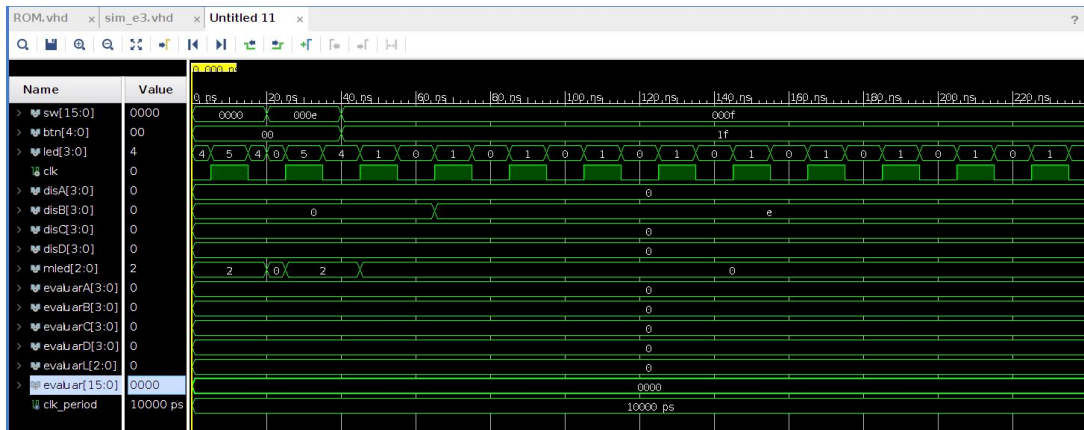 ROM.vhd × sim_e3.vhd × Untitled 11 × ?
0.000 ns
Name Value
0 ns 20 ns 40 ns 60 ns 80 ns 100 ns 120 ns 140 ns 160 ns 180 ns 200 ns 220 ns
> sw[15:0] 0000 0000 000e 000f
> btn[4:0] 00 00 1f
> led[3:0] 4 4 5 4 0 5 4 1 0 1 0 1 0 1 0 1 0 1 0 1 0 1 0 1 0 1
clk 0
> disA[3:0] 0 0
> disB[3:0] 0 0 e
> disC[3:0] 0 0
> disD[3:0] 0 0
> mled[2:0] 2 2 0 2 0
> evaluarA[3:0] 0 0
> evaluarB[3:0] 0 0
> evaluarC[3:0] 0 0
> evaluarD[3:0] 0 0
> evaluarL[2:0] 0 0
> evaluar[15:0] 0000 0000
clk_period 10000 ps 10000 ps